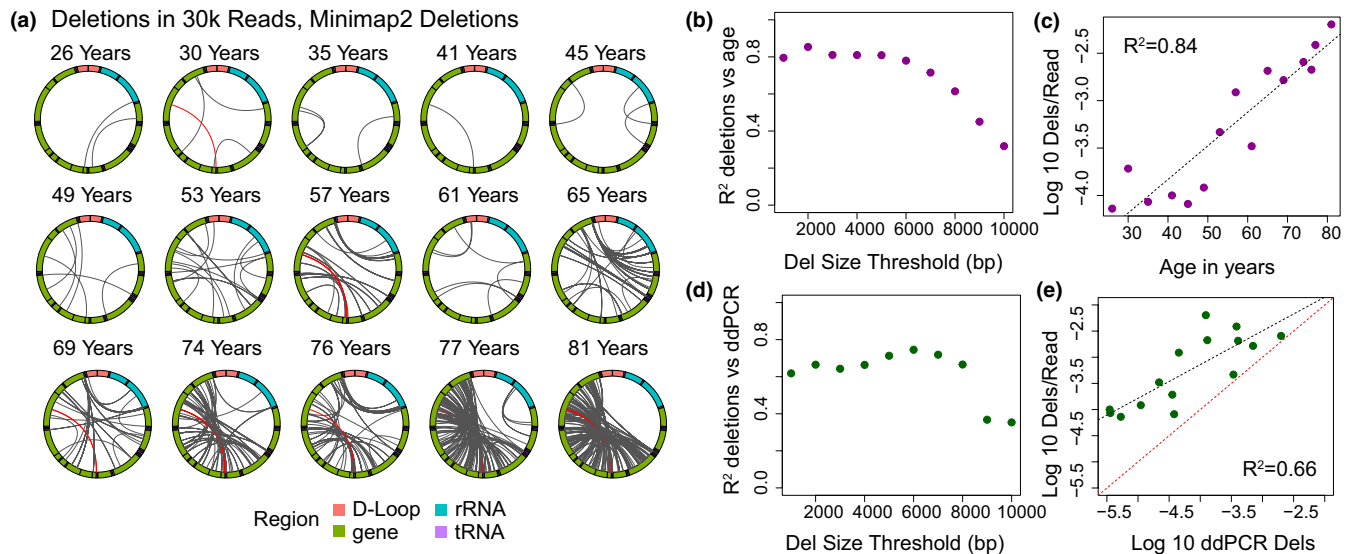 (a) Deletions in 30k Reads, Minimap2 Deletions
26 Years 30 Years 35 Years 41 Years 45 Years
49 Years 53 Years 57 Years 61 Years 65 Years
69 Years 74 Years 76 Years 77 Years 81 Years
Region D-Loop rRNA
gene tRNA
(b)
R² deletions vs age
0.0 0.4 0.8
2000 4000 6000 8000 10000
Del Size Threshold (bp)
(c)
R²=0.84
Log 10 Dels/Read
−4.0 −3.5 −3.0 −2.5
30 40 50 60 70 80
Age in years
(d)
R² deletions vs ddPCR
0.0 0.4 0.8
2000 4000 6000 8000 10000
Del Size Threshold (bp)
(e)
Log 10 Dels/Read
−5.5 −4.5 −3.5 −2.5
R²=0.66
−5.5 −4.5 −3.5 −2.5
Log 10 ddPCR Dels